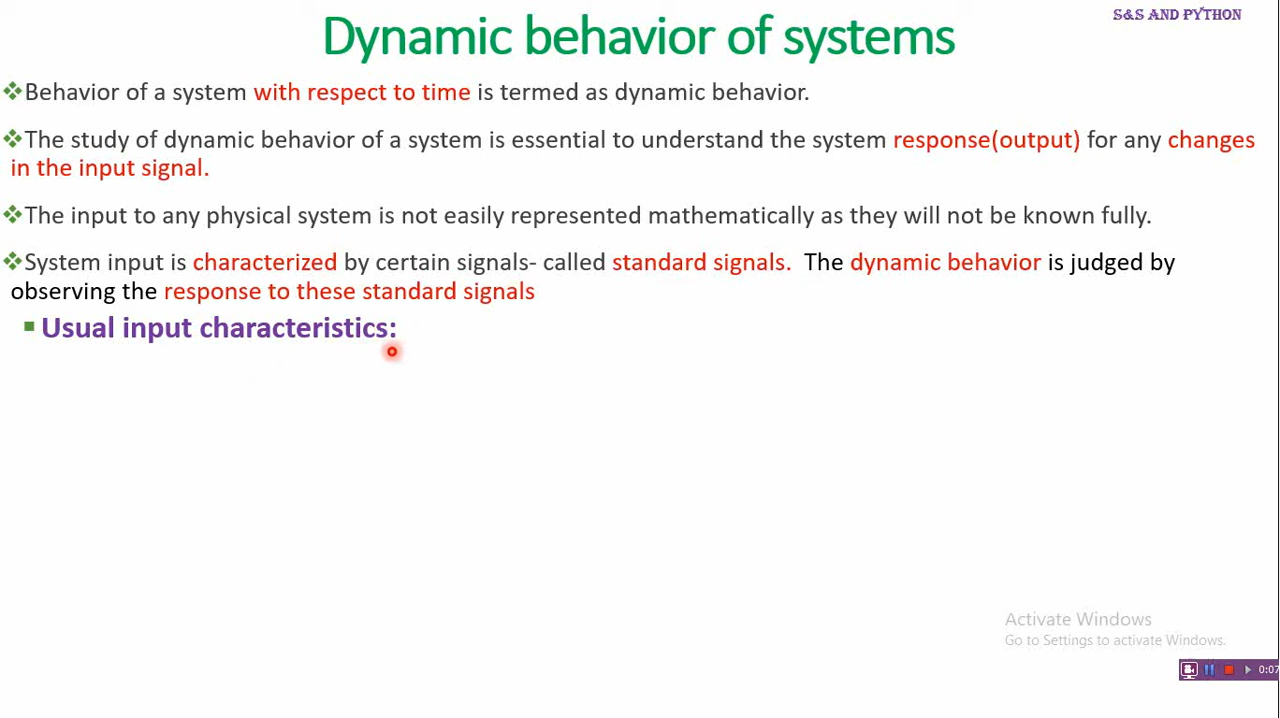 S&S AND PYTHON
Dynamic behavior of systems
Behavior of a system with respect to time is termed as dynamic behavior.
The study of dynamic behavior of a system is essential to understand the system response(output) for any changes
in the input signal.
The input to any physical system is not easily represented mathematically as they will not be known fully.
System input is characterized by certain signals- called standard signals. The dynamic behavior is judged by
observing the response to these standard signals
Usual input characteristics:
Activate Windows
Go to Settings to activate Windows.
0:07